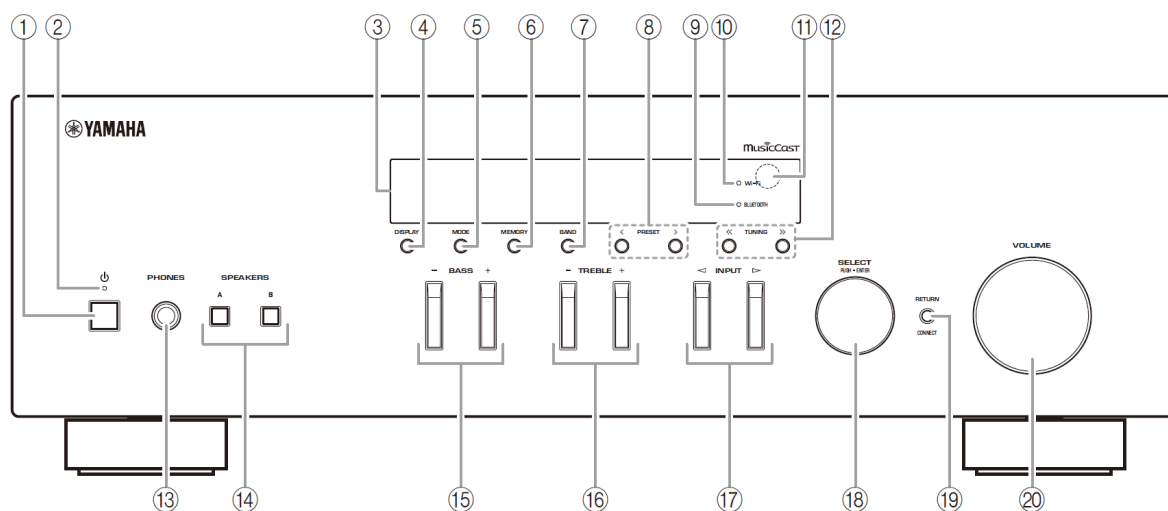 ① ② ③ ④ ⑤ ⑥ ⑦ ⑧ ⑨ ⑩ ⑪ ⑫
YAMAHA
MusicCast
Wi-Fi
BLUETOOTH
DISPLAY MODE MEMORY BAND < PRESET > << TUNING >>
PHONES SPEAKERS
A B
- BASS + - TREBLE + ◁ INPUT ▷
SELECT
PUSH • ENTER
RETURN
CONNECT
VOLUME
⑬ ⑭ ⑮ ⑯ ⑰ ⑱ ⑲ ⑳